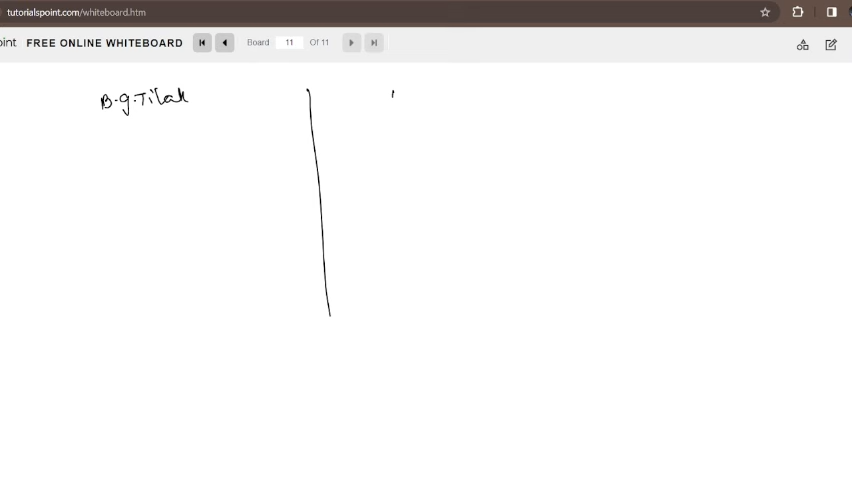 tutorialspoint.com/whiteboard.htm
oint FREE ONLINE WHITEBOARD Board 11 Of 11
B.g.Tilak